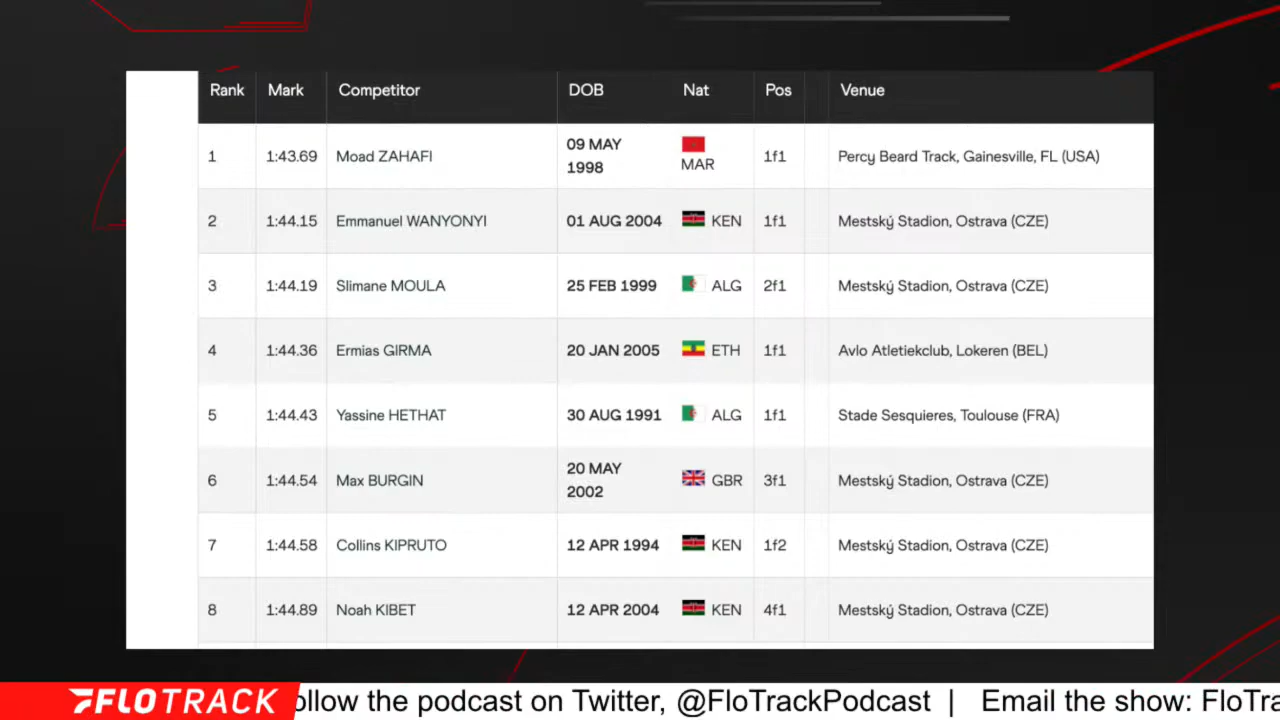 Rank Mark Competitor DOB Nat Pos Venue
1 1:43.69 Moad ZAHAFI 09 MAY 1998 MAR 1f1 Percy Beard Track, Gainesville, FL (USA)
2 1:44.15 Emmanuel WANYONYI 01 AUG 2004 KEN 1f1 Mestský Stadion, Ostrava (CZE)
3 1:44.19 Slimane MOULA 25 FEB 1999 ALG 2f1 Mestský Stadion, Ostrava (CZE)
4 1:44.36 Ermias GIRMA 20 JAN 2005 ETH 1f1 Avlo Atletiekclub, Lokeren (BEL)
5 1:44.43 Yassine HETHAT 30 AUG 1991 ALG 1f1 Stade Sesquieres, Toulouse (FRA)
6 1:44.54 Max BURGIN 20 MAY 2002 GBR 3f1 Mestský Stadion, Ostrava (CZE)
7 1:44.58 Collins KIPRUTO 12 APR 1994 KEN 1f2 Mestský Stadion, Ostrava (CZE)
8 1:44.89 Noah KIBET 12 APR 2004 KEN 4f1 Mestský Stadion, Ostrava (CZE)
FLOTRACK ollow the podcast on Twitter, @FloTrackPodcast | Email the show: FloTra